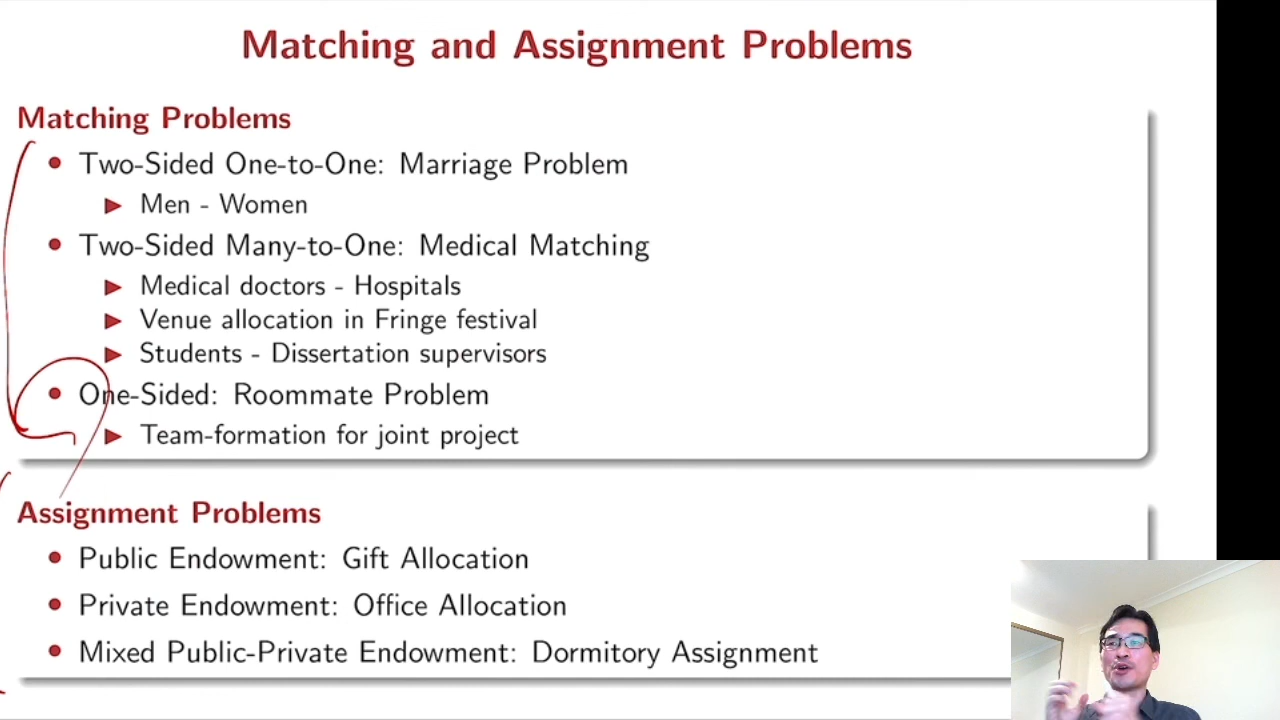 Matching and Assignment Problems
Matching Problems
Two-Sided One-to-One: Marriage Problem
Men - Women
Two-Sided Many-to-One: Medical Matching
Medical doctors - Hospitals
Venue allocation in Fringe festival
Students - Dissertation supervisors
One-Sided: Roommate Problem
Team-formation for joint project
Assignment Problems
Public Endowment: Gift Allocation
Private Endowment: Office Allocation
Mixed Public-Private Endowment: Dormitory Assignment